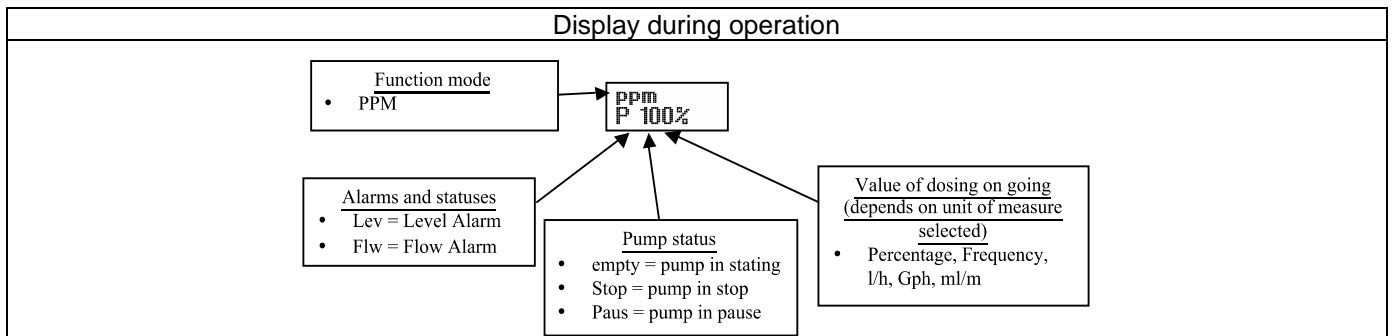 Display during operation
Function mode
• PPM
ppm
P 100%
Alarms and statuses
• Lev = Level Alarm
• Flw = Flow Alarm
Pump status
• empty = pump in stating
• Stop = pump in stop
• Paus = pump in pause
Value of dosing on going
(depends on unit of measure
selected)
• Percentage, Frequency,
l/h, Gph, ml/m